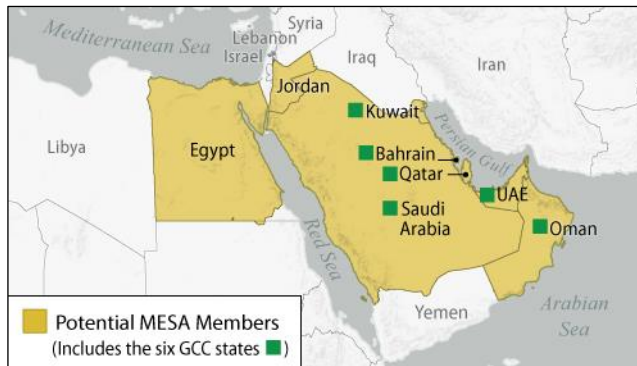 Mediterranean Sea
Syria
Lebanon
Israel
Iraq
Iran
Jordan
Kuwait
Libya
Egypt
Persian Gulf
Bahrain
Qatar
UAE
Saudi
Arabia
Oman
Red Sea
Yemen
Arabian
Sea
Potential MESA Members
(Includes the six GCC states )